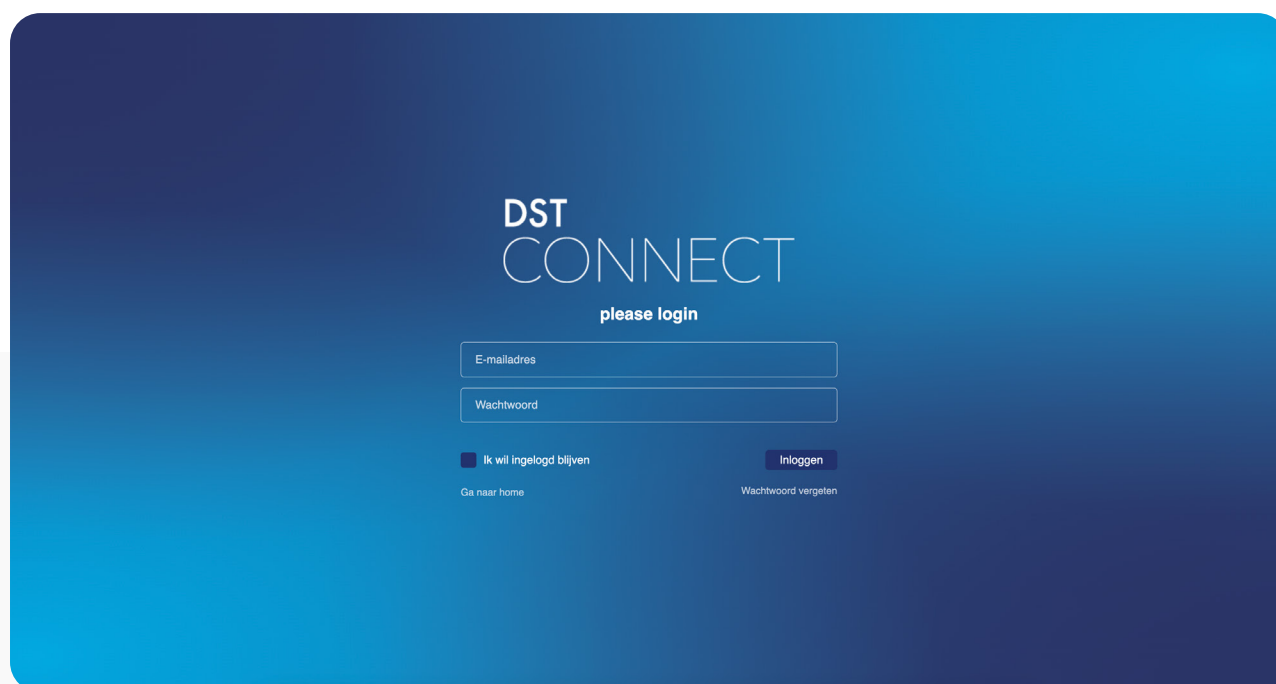 DST
CONNECT
please login
E-mailadres
Wachtwoord
Ik wil ingelogd blijven
Inloggen
Ga naar home
Wachtwoord vergeten